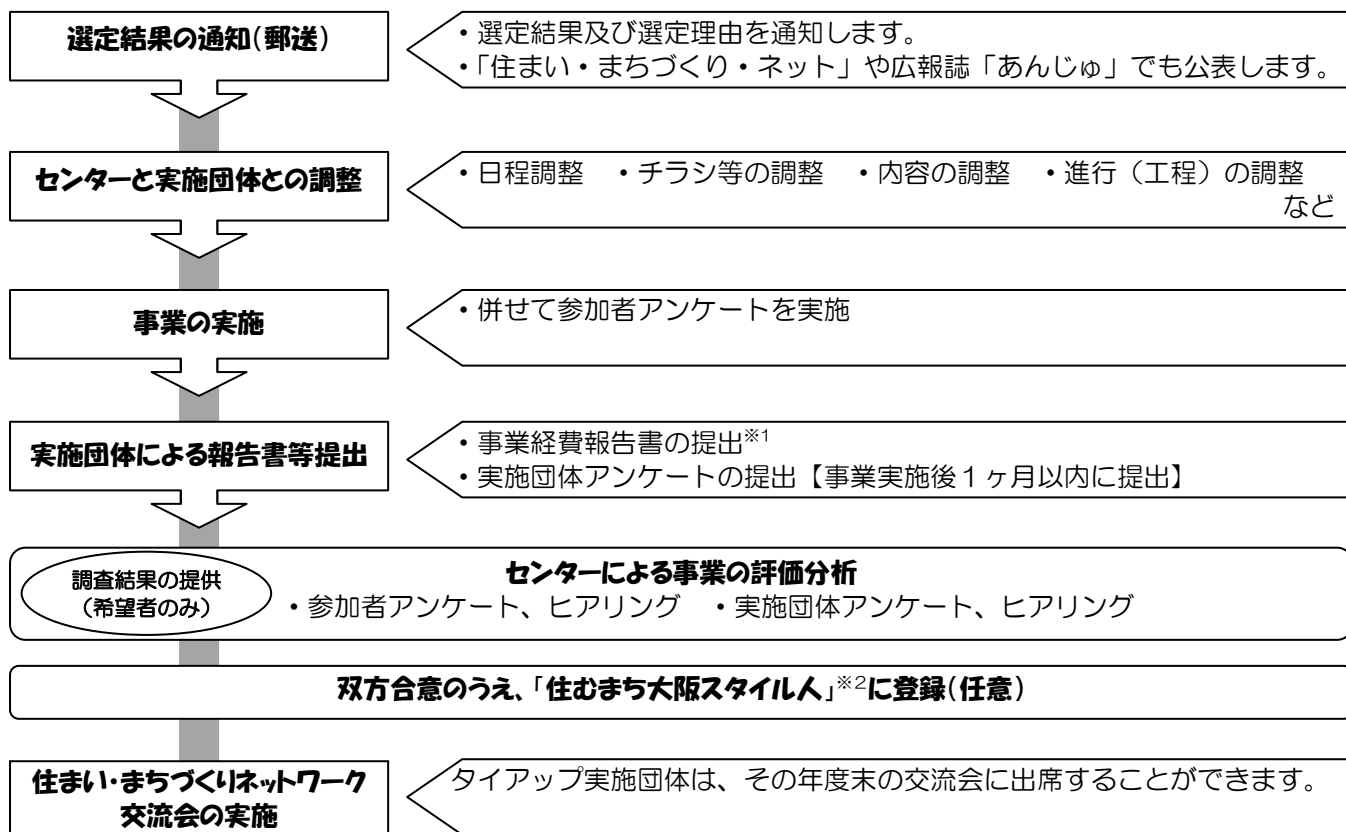 選定結果の通知(郵送)
・選定結果及び選定理由を通知します。
・「住まい・まちづくり・ネット」や広報誌「あんじゅ」でも公表します。
センターと実施団体との調整
・日程調整　・チラシ等の調整　・内容の調整　・進行（工程）の調整
など
事業の実施
・併せて参加者アンケートを実施
実施団体による報告書等提出
・事業経費報告書の提出※1
・実施団体アンケートの提出【事業実施後１ヶ月以内に提出】
調査結果の提供
（希望者のみ）
センターによる事業の評価分析
・参加者アンケート、ヒアリング　・実施団体アンケート、ヒアリング
双方合意のうえ、「住むまち大阪スタイル人」※2に登録(任意)
住まい・まちづくりネットワーク
交流会の実施
タイアップ実施団体は、その年度末の交流会に出席することができます。